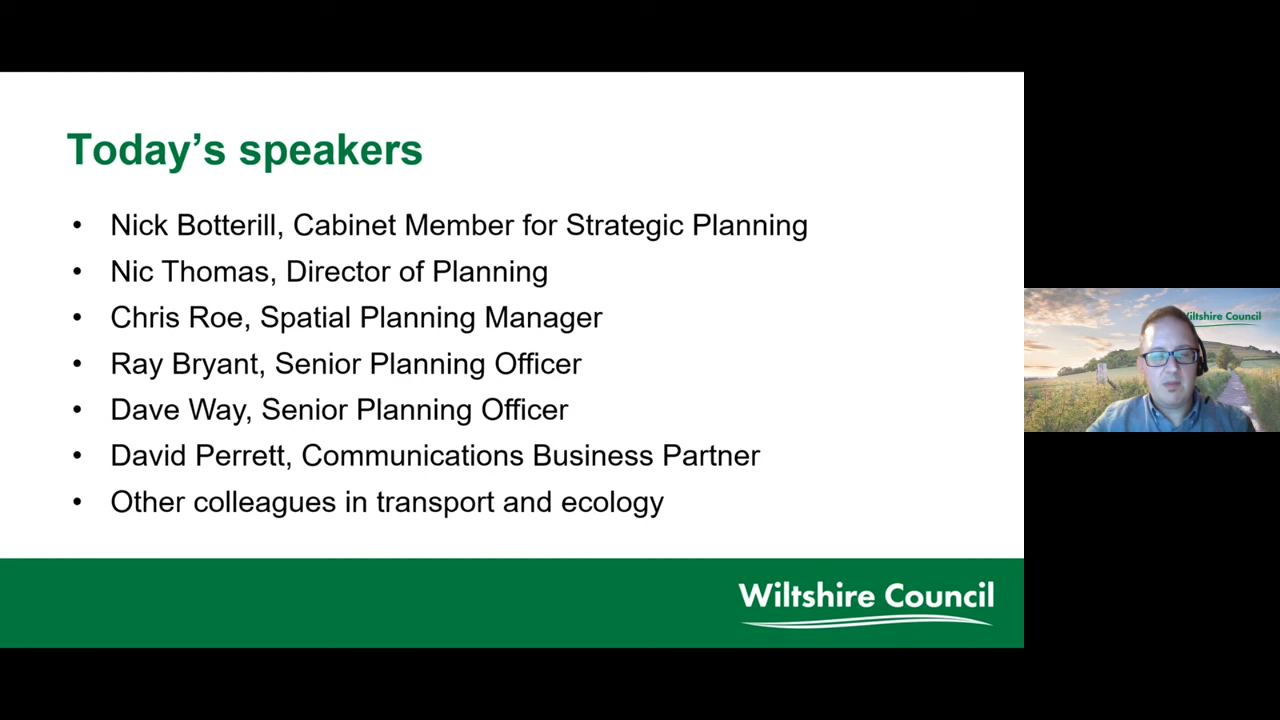 Today’s speakers
• Nick Botterill, Cabinet Member for Strategic Planning
• Nic Thomas, Director of Planning
• Chris Roe, Spatial Planning Manager
• Ray Bryant, Senior Planning Officer
• Dave Way, Senior Planning Officer
• David Perrett, Communications Business Partner
• Other colleagues in transport and ecology
Wiltshire Council
Wiltshire Council